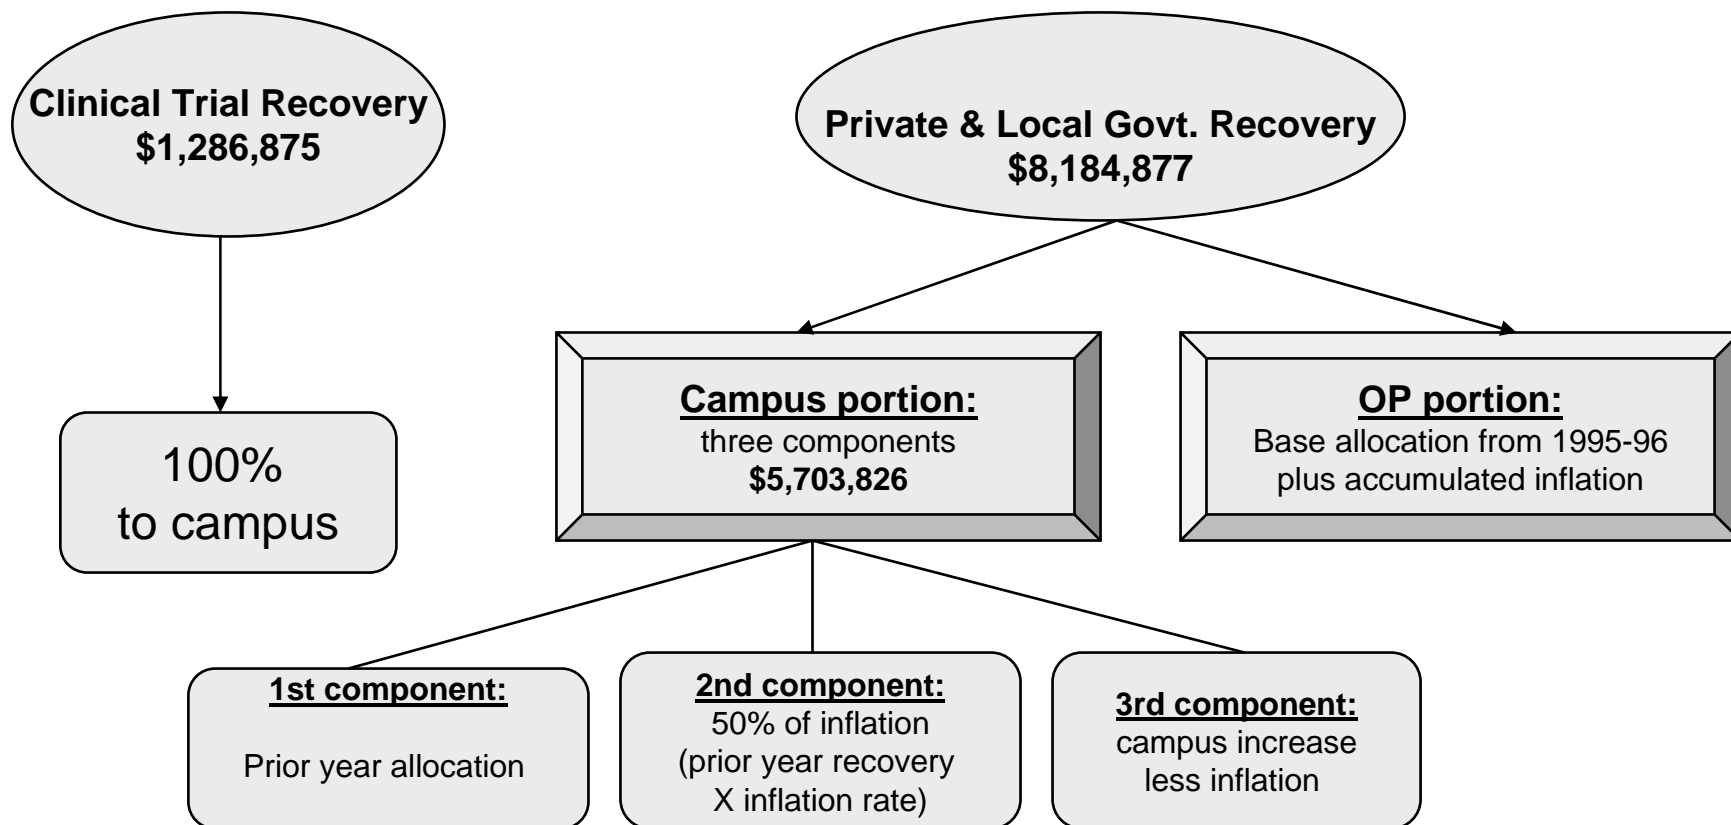 Clinical Trial Recovery
$1,286,875
Private & Local Govt. Recovery
$8,184,877
100%
to campus
Campus portion:
three components
$5,703,826
OP portion:
Base allocation from 1995-96
plus accumulated inflation
1st component:
Prior year allocation
2nd component:
50% of inflation
(prior year recovery
X inflation rate)
3rd component:
campus increase
less inflation